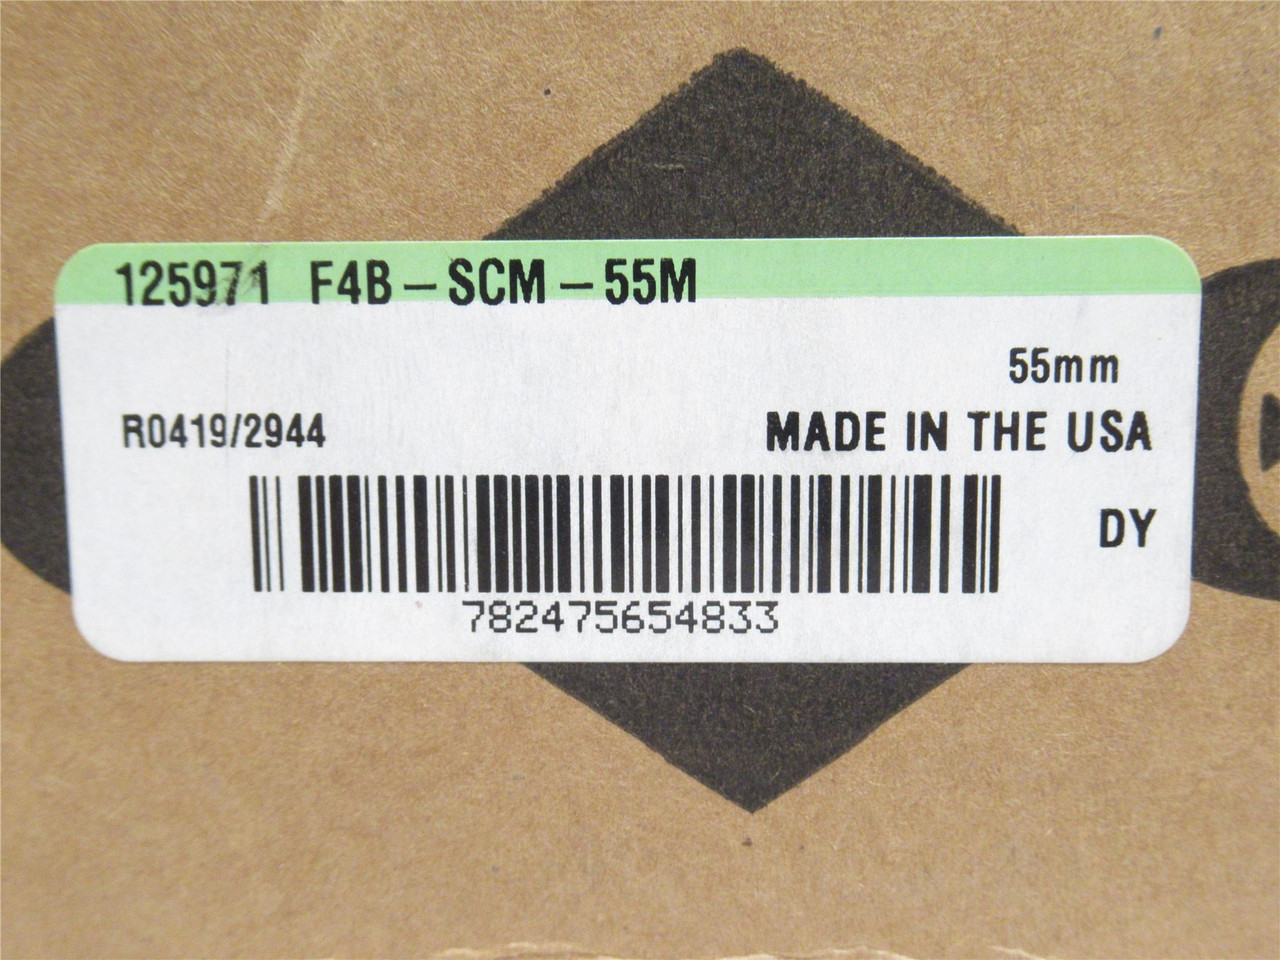 125971 F4B-SCM-55M
55mm
R0419/2944 MADE IN THE USA
DY
782475654833